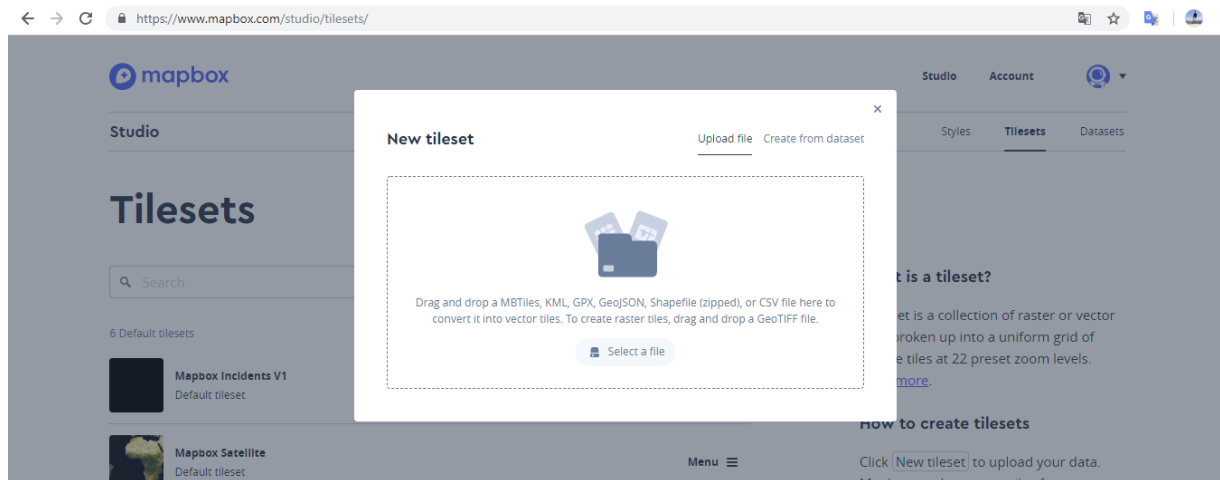 https://www.mapbox.com/studio/tilesets/
mapbox
Studio Account
Studio
Styles Tilesets Datasets
New tileset
Upload file Create from dataset
Tilesets
Search
Drag and drop a MBTiles, KML, GPX, GeoJSON, Shapefile (zipped), or CSV file here to
convert it into vector tiles. To create raster tiles, drag and drop a GeoTIFF file.
Select a file
6 Default tilesets
Mapbox Incidents V1
Default tileset
Mapbox Satellite
Default tileset
Menu
is a tileset?
is a collection of raster or vector
broken up into a uniform grid of
tiles at 22 preset zoom levels.
more.
How to create tilesets
Click New tileset to upload your data.